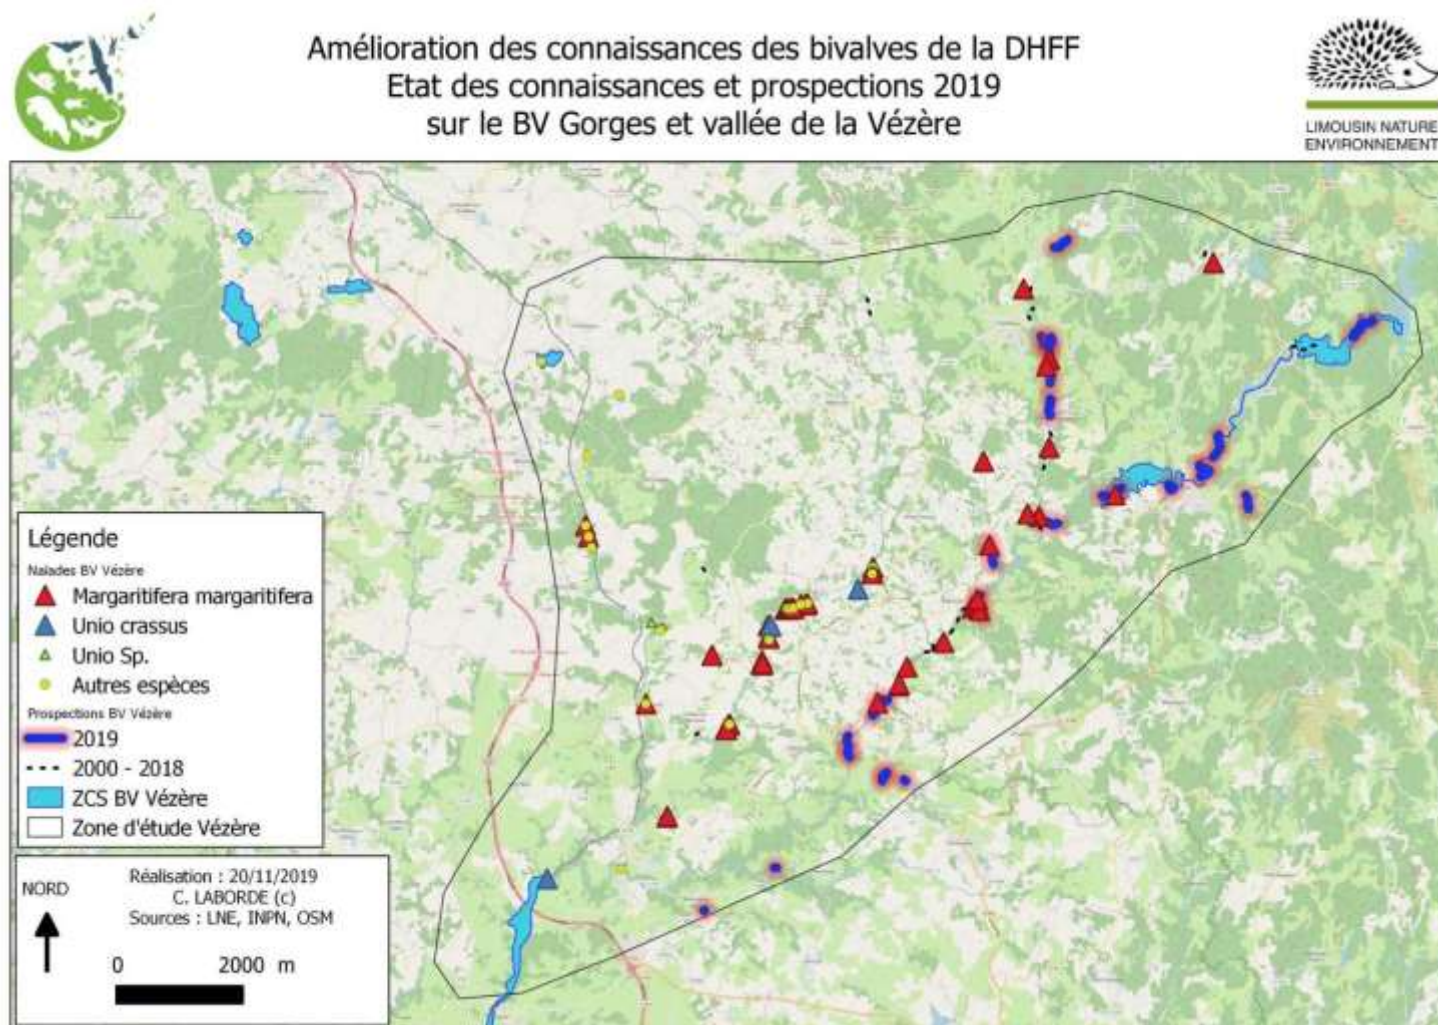 Amélioration des connaissances des bivalves de la DHFF
Etat des connaissances et prospections 2019
sur le BV Gorges et vallée de la Vézère
LIMOUSIN NATURE
ENVIRONNEMENT
Légende
Naïades BV Vézère
Margaritifera margaritifera
Unio crassus
Unio Sp.
Autres espèces
Prospections BV Vézère
2019
2000 - 2018
ZCS BV Vézère
Zone d'étude Vézère
NORD
Réalisation : 20/11/2019
C. LABORDE (c)
Sources : LNE, INPN, OSM
0 2000 m